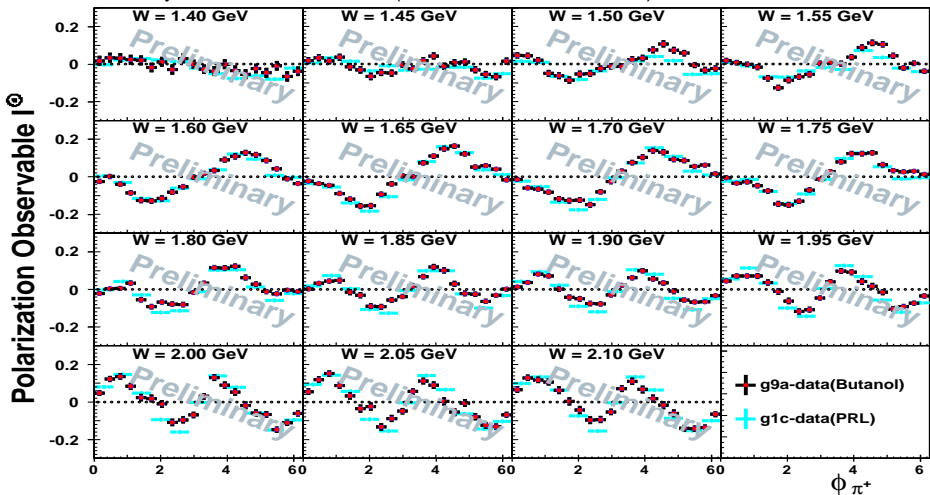 W = 1.40 GeV W = 1.45 GeV W = 1.50 GeV W = 1.55 GeV
0.2
0
-0.2
Preliminary Preliminary Preliminary Preliminary
W = 1.60 GeV W = 1.65 GeV W = 1.70 GeV W = 1.75 GeV
0.2
0
-0.2
Preliminary Preliminary Preliminary Preliminary
W = 1.80 GeV W = 1.85 GeV W = 1.90 GeV W = 1.95 GeV
0.2
0
-0.2
Preliminary Preliminary Preliminary Preliminary
W = 2.00 GeV W = 2.05 GeV W = 2.10 GeV
0.2
0
-0.2
Preliminary Preliminary Preliminary
g9a-data(Butanol)
g1c-data(PRL)
0 2 4 6 0 2 4 6 0 2 4 6 0 2 4 6
ϕ π+
Polarization Observable I⊙